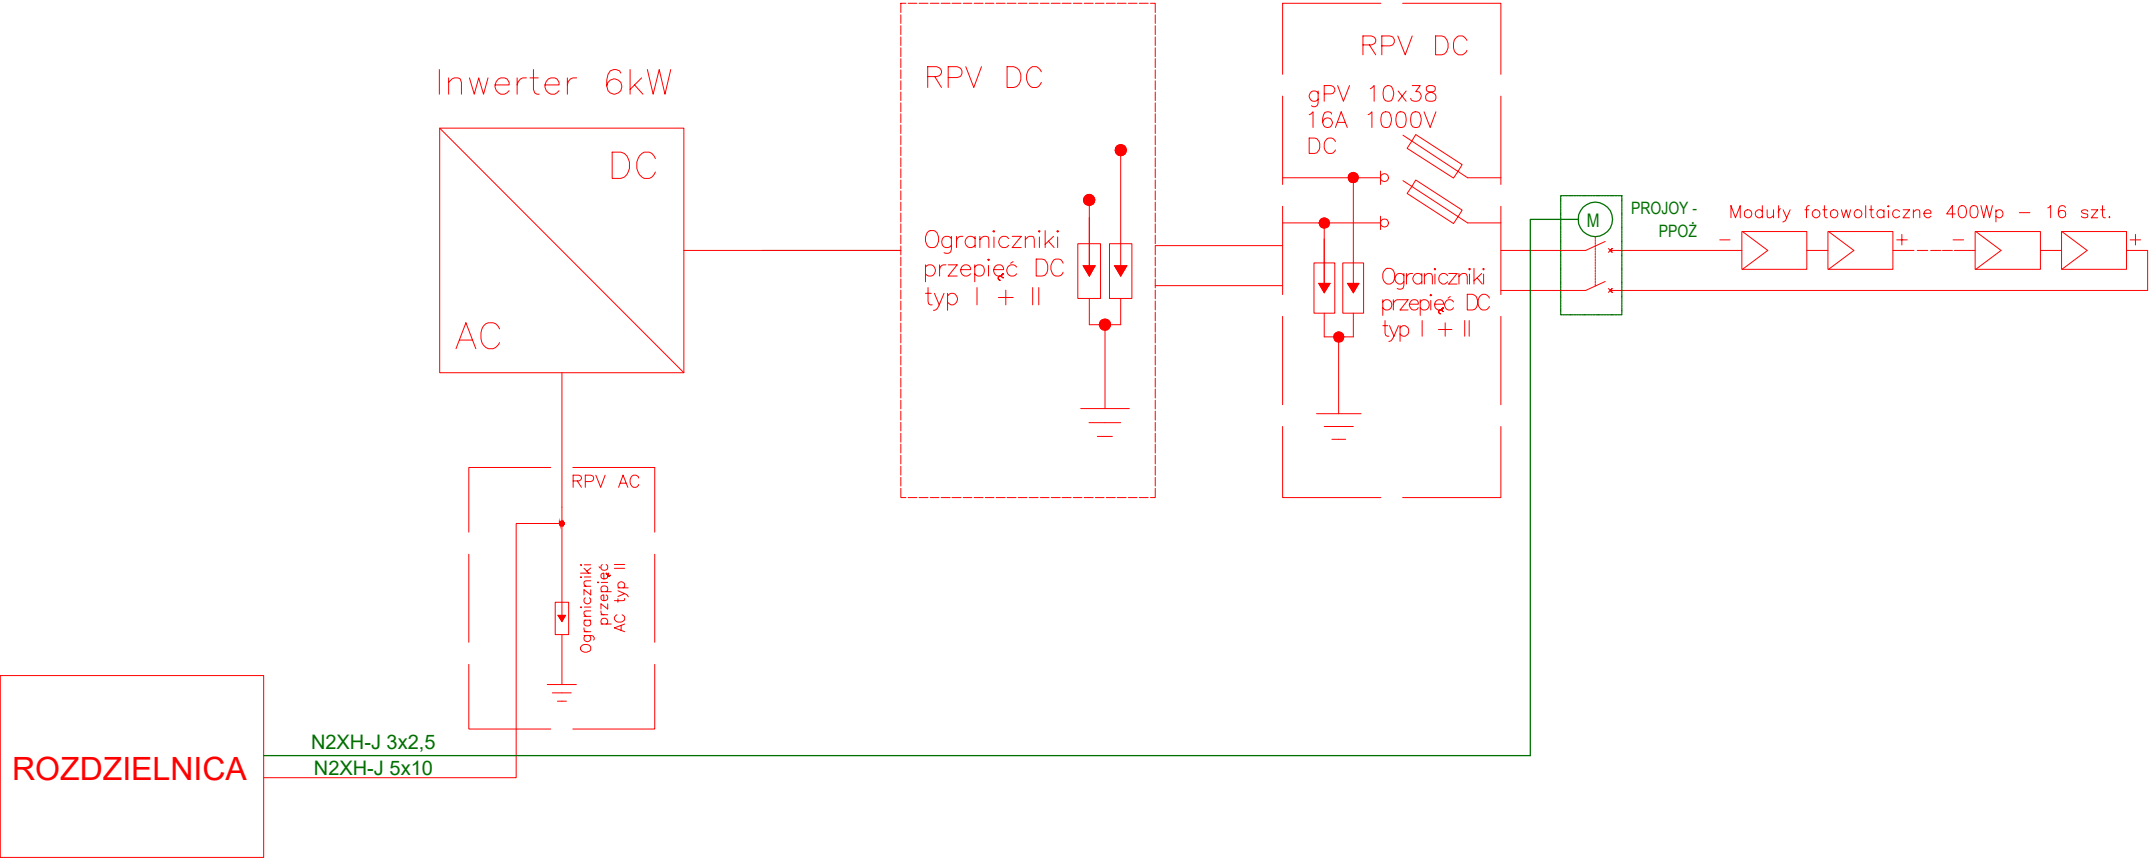 Inwerter 6kW
DC
AC
RPV DC
Ograniczniki
przepięć DC
typ I + II
RPV DC
gPV 10x38
16A 1000V
DC
Ograniczniki
przepięć DC
typ I + II
M
PROJOY -
PPOŻ
Moduły fotowoltaiczne 400Wp – 16 szt.
- + - +
RPV AC
Ograniczniki
przepięć
AC typ II
ROZDZIELNICA
N2XH-J 3x2,5
N2XH-J 5x10